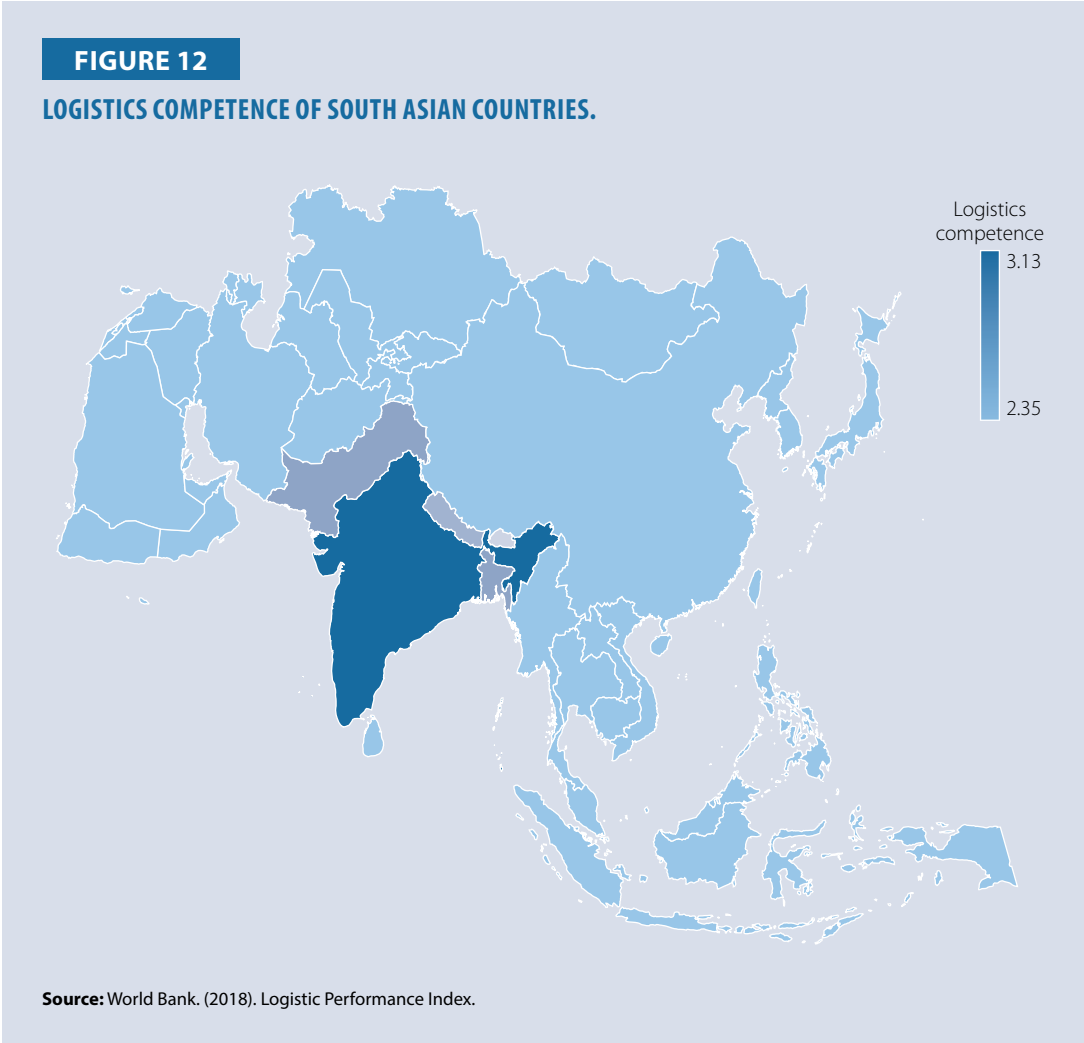 FIGURE 12
LOGISTICS COMPETENCE OF SOUTH ASIAN COUNTRIES.
Logistics
competence
3.13
2.35
Source: World Bank. (2018). Logistic Performance Index.